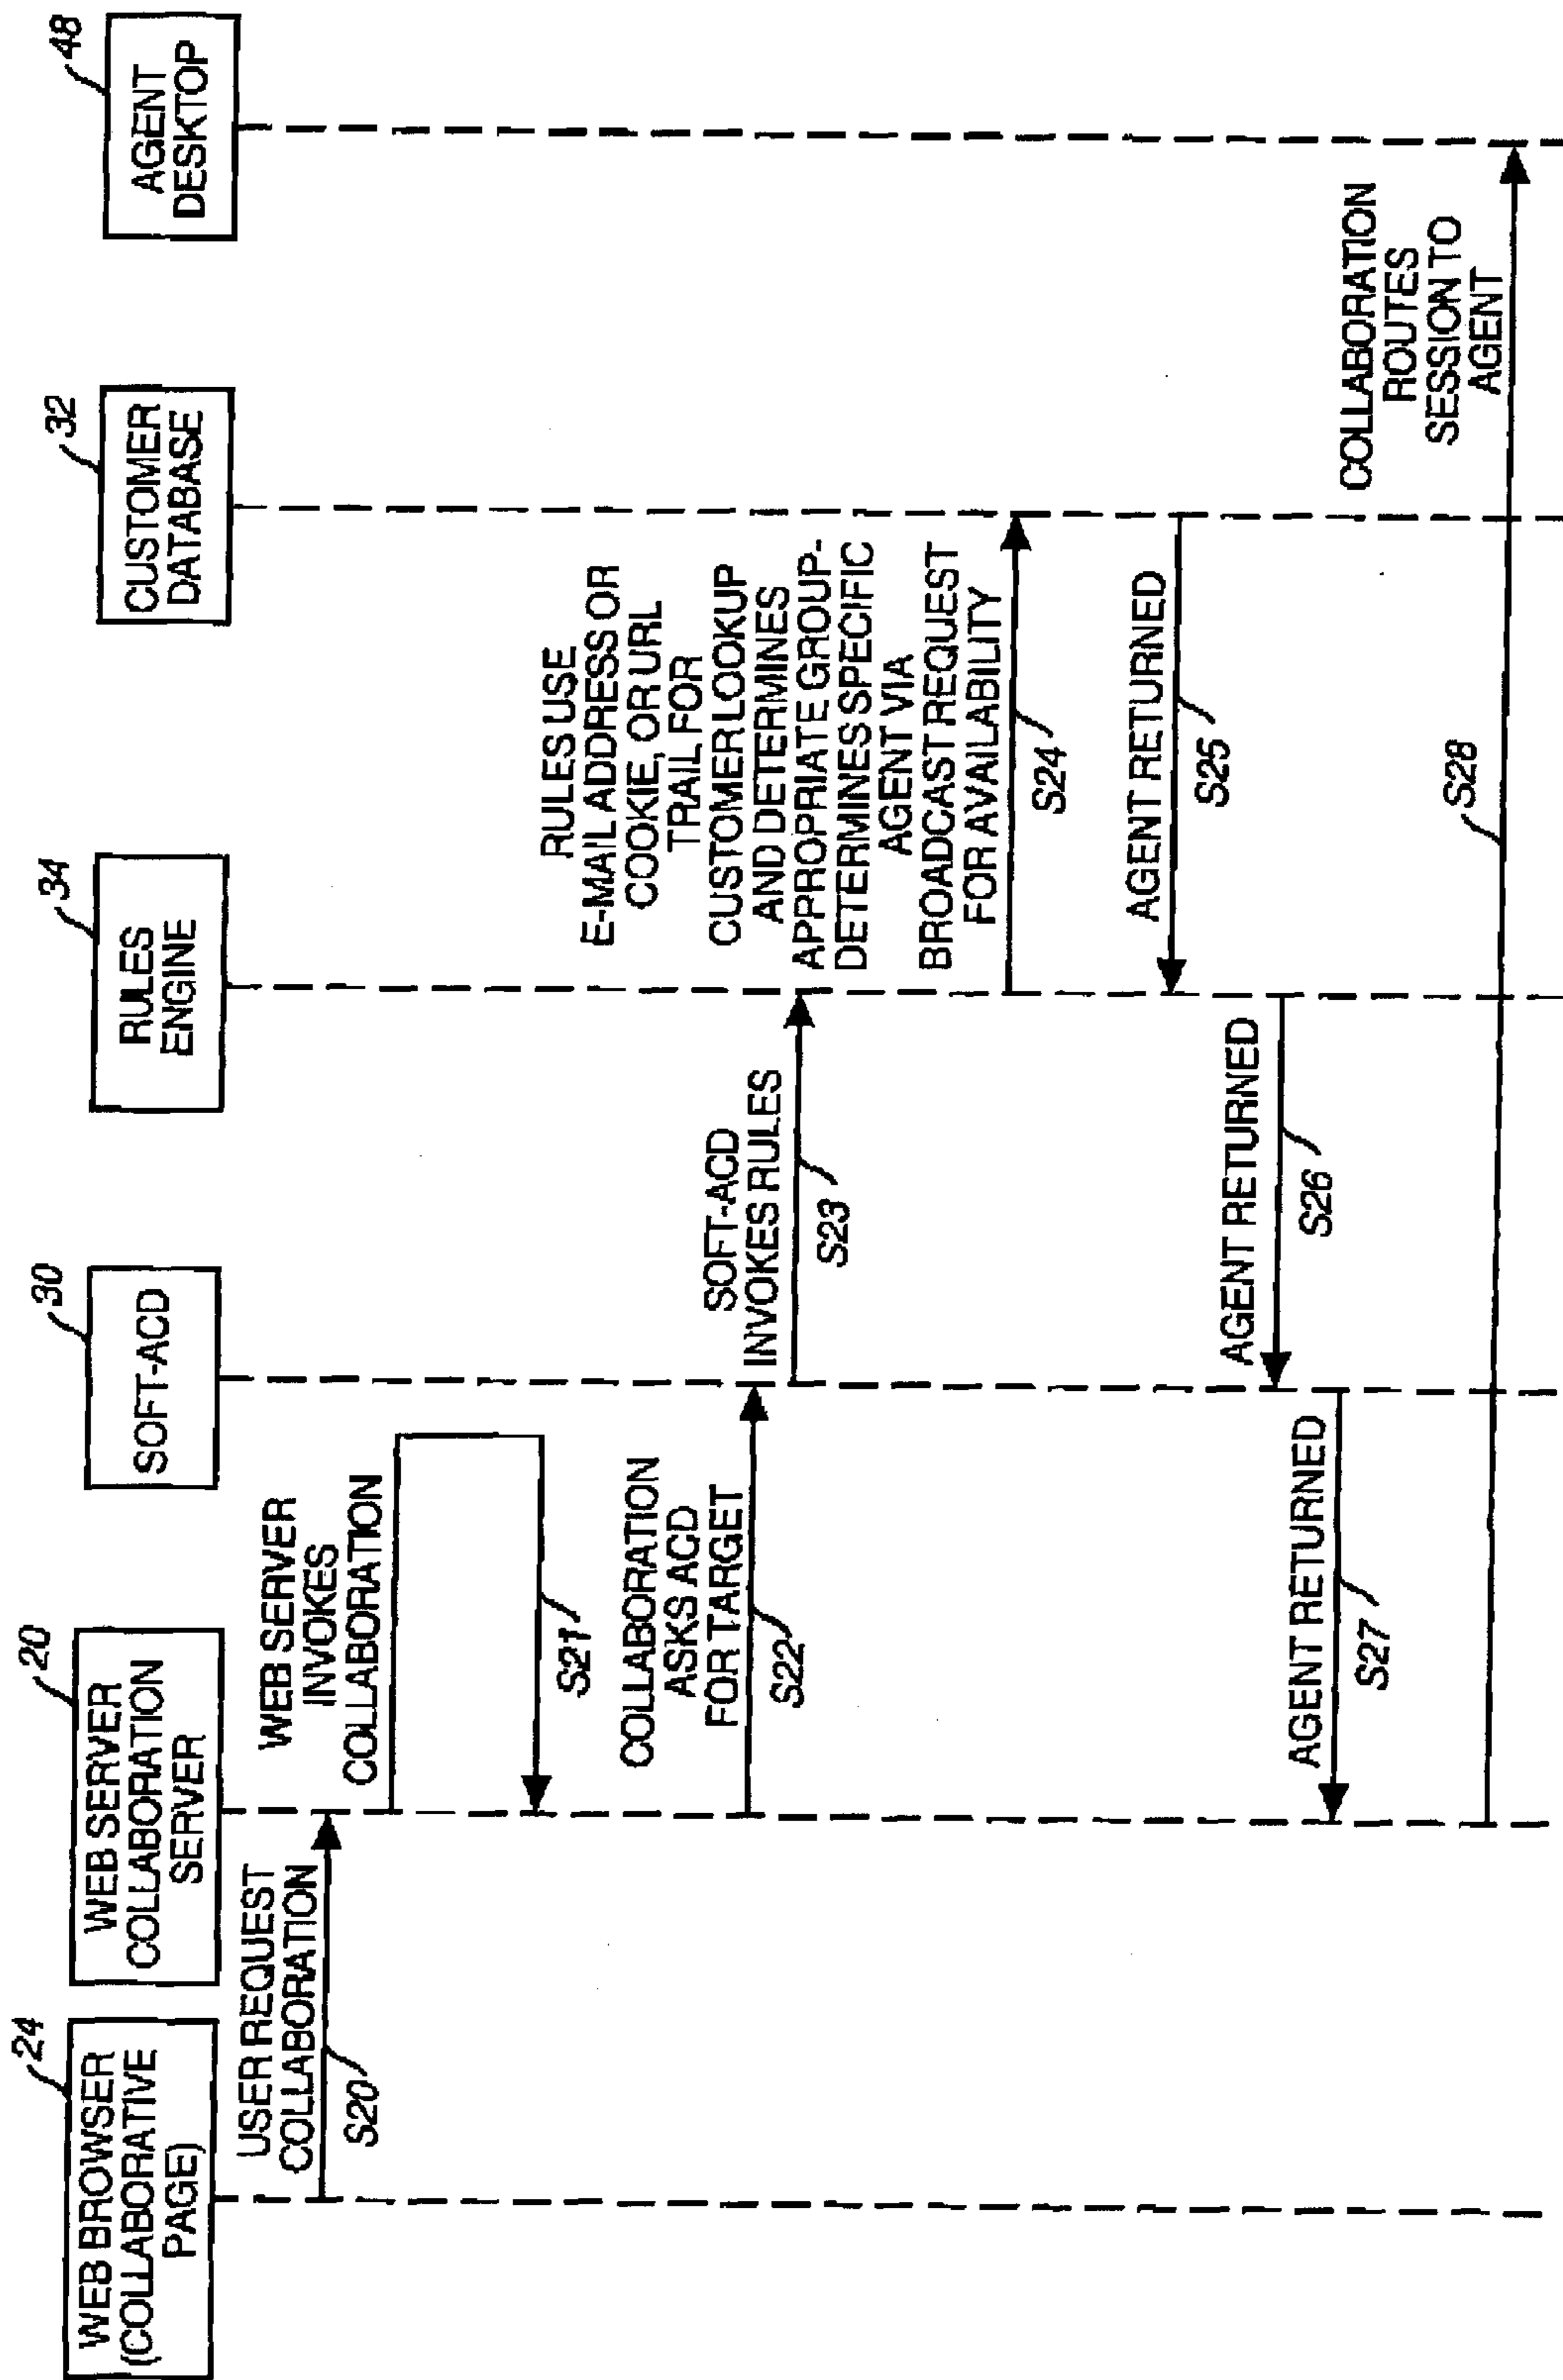 24
WEB BROWSER
(COLLABORATIVE
PAGE)
20
WEB SERVER
COLLABORATION
SERVER
30
SOFT-ACD
34
RULES
ENGINE
32
CUSTOMER
DATABASE
48
AGENT
DESKTOP
USER REQUEST
COLLABORATION
S20
WEB SERVER
INVOKES
COLLABORATION
S21
COLLABORATION
ASKS ACD
FOR TARGET
S22
SOFT-ACD
INVOKES RULES
S23
RULES USE
E-MAIL ADDRESS OR
COOKIE, OR URL
TRAIL FOR
CUSTOMER LOOKUP
AND DETERMINES
APPROPRIATE GROUP-
DETERMINES SPECIFIC
AGENT VIA
BROADCAST REQUEST
FOR AVAILABILITY
S24
AGENT RETURNED
S25
AGENT RETURNED
S26
AGENT RETURNED
S27
COLLABORATION
ROUTES
SESSION TO
AGENT
S28